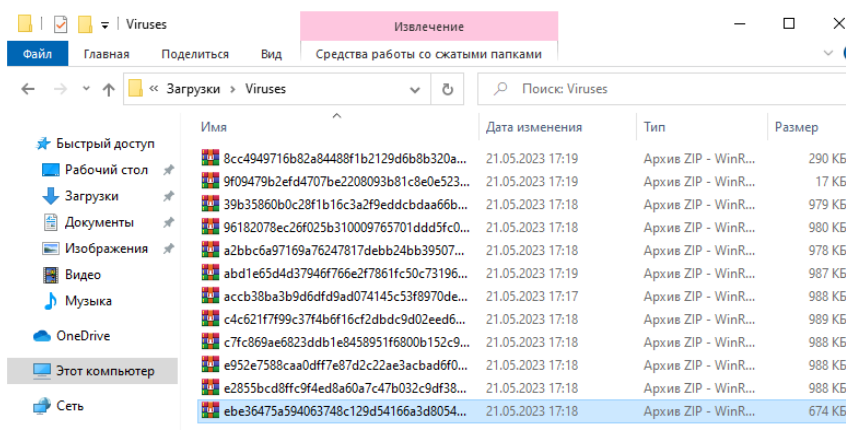 Viruses
Извлечение
Файл Главная Поделиться Вид Средства работы со сжатыми папками
« Загрузки › Viruses Поиск: Viruses
Имя Дата изменения Тип Размер
Быстрый доступ
Рабочий стол
Загрузки
Документы
Изображения
Видео
Музыка
OneDrive
Этот компьютер
Сеть
8cc4949716b82a84488f1b2129d6b8b320a... 21.05.2023 17:19 Архив ZIP - WinR... 290 КБ
9f09479b2efd4707be2208093b81c8e0e523... 21.05.2023 17:19 Архив ZIP - WinR... 17 КБ
39b35860b0c28f1b16c3a2f9eddcbdaa66b... 21.05.2023 17:18 Архив ZIP - WinR... 979 КБ
96182078ec26f025b310009765701ddd5fc0... 21.05.2023 17:18 Архив ZIP - WinR... 980 КБ
a2bbc6a97169a76247817debb24bb39507... 21.05.2023 17:18 Архив ZIP - WinR... 978 КБ
abd1e65d4d37946f766e2f7861fc50c73196... 21.05.2023 17:19 Архив ZIP - WinR... 987 КБ
accb38ba3b9d6dfd9ad074145c53f8970de... 21.05.2023 17:17 Архив ZIP - WinR... 988 КБ
c4c621f7f99c37f4b6f16cf2dbdc9d02eed6... 21.05.2023 17:18 Архив ZIP - WinR... 989 КБ
c7fc869ae6823ddb1e8458951f6800b152c9... 21.05.2023 17:18 Архив ZIP - WinR... 988 КБ
e952e7588caa0dff7e87d2c22ae3acbad6f0... 21.05.2023 17:18 Архив ZIP - WinR... 988 КБ
e2855bcd8ffc9f4ed8a60a7c47b032c9df38... 21.05.2023 17:18 Архив ZIP - WinR... 988 КБ
ebe36475a594063748c129d54166a3d8054... 21.05.2023 17:18 Архив ZIP - WinR... 674 КБ